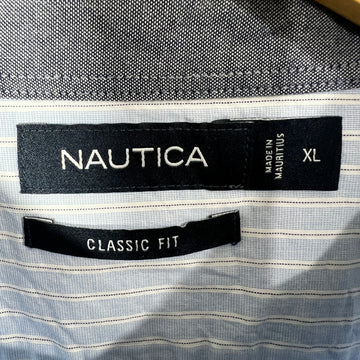 NAUTICA
MADE IN
MAURITIUS
XL
CLASSIC FIT